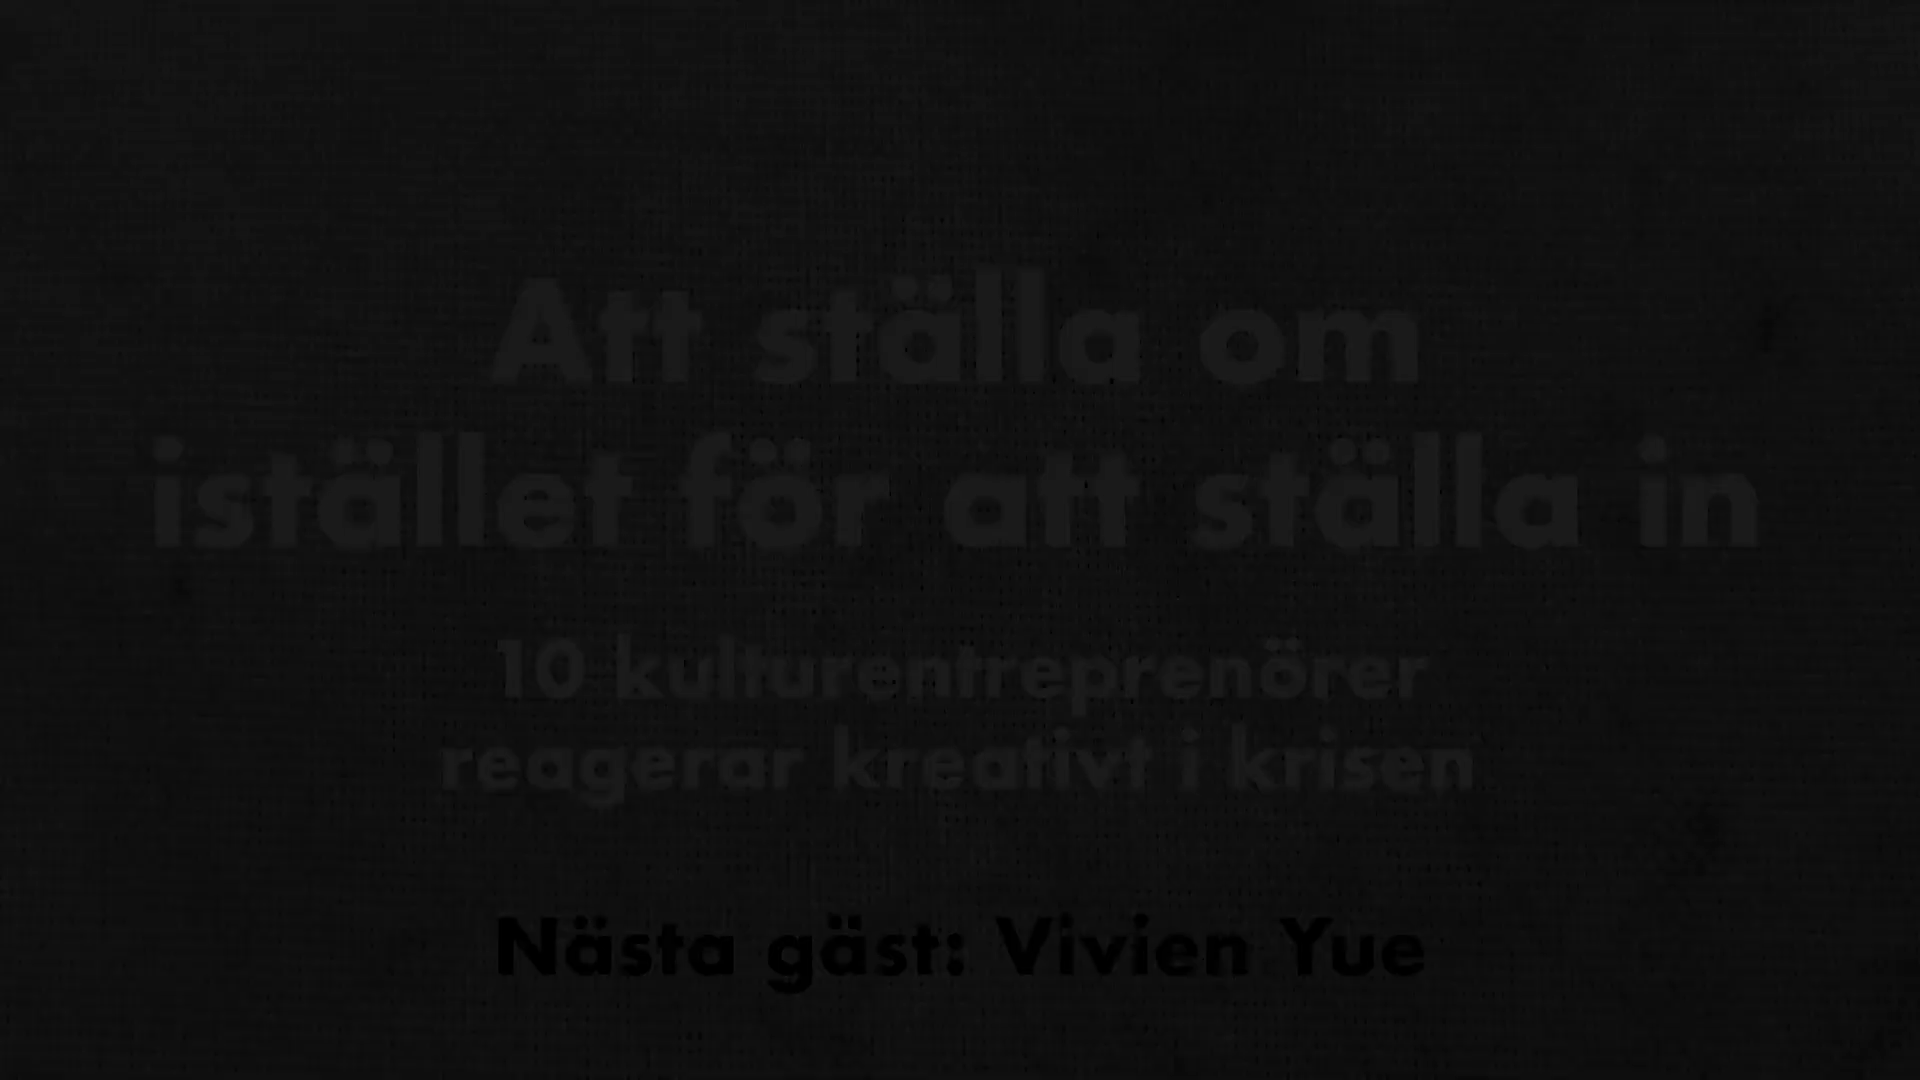 Att ställa om
istället för att ställa in
10 kulturentreprenörer
reagerar kreativt i krisen
Nästa gäst: Vivien Yue